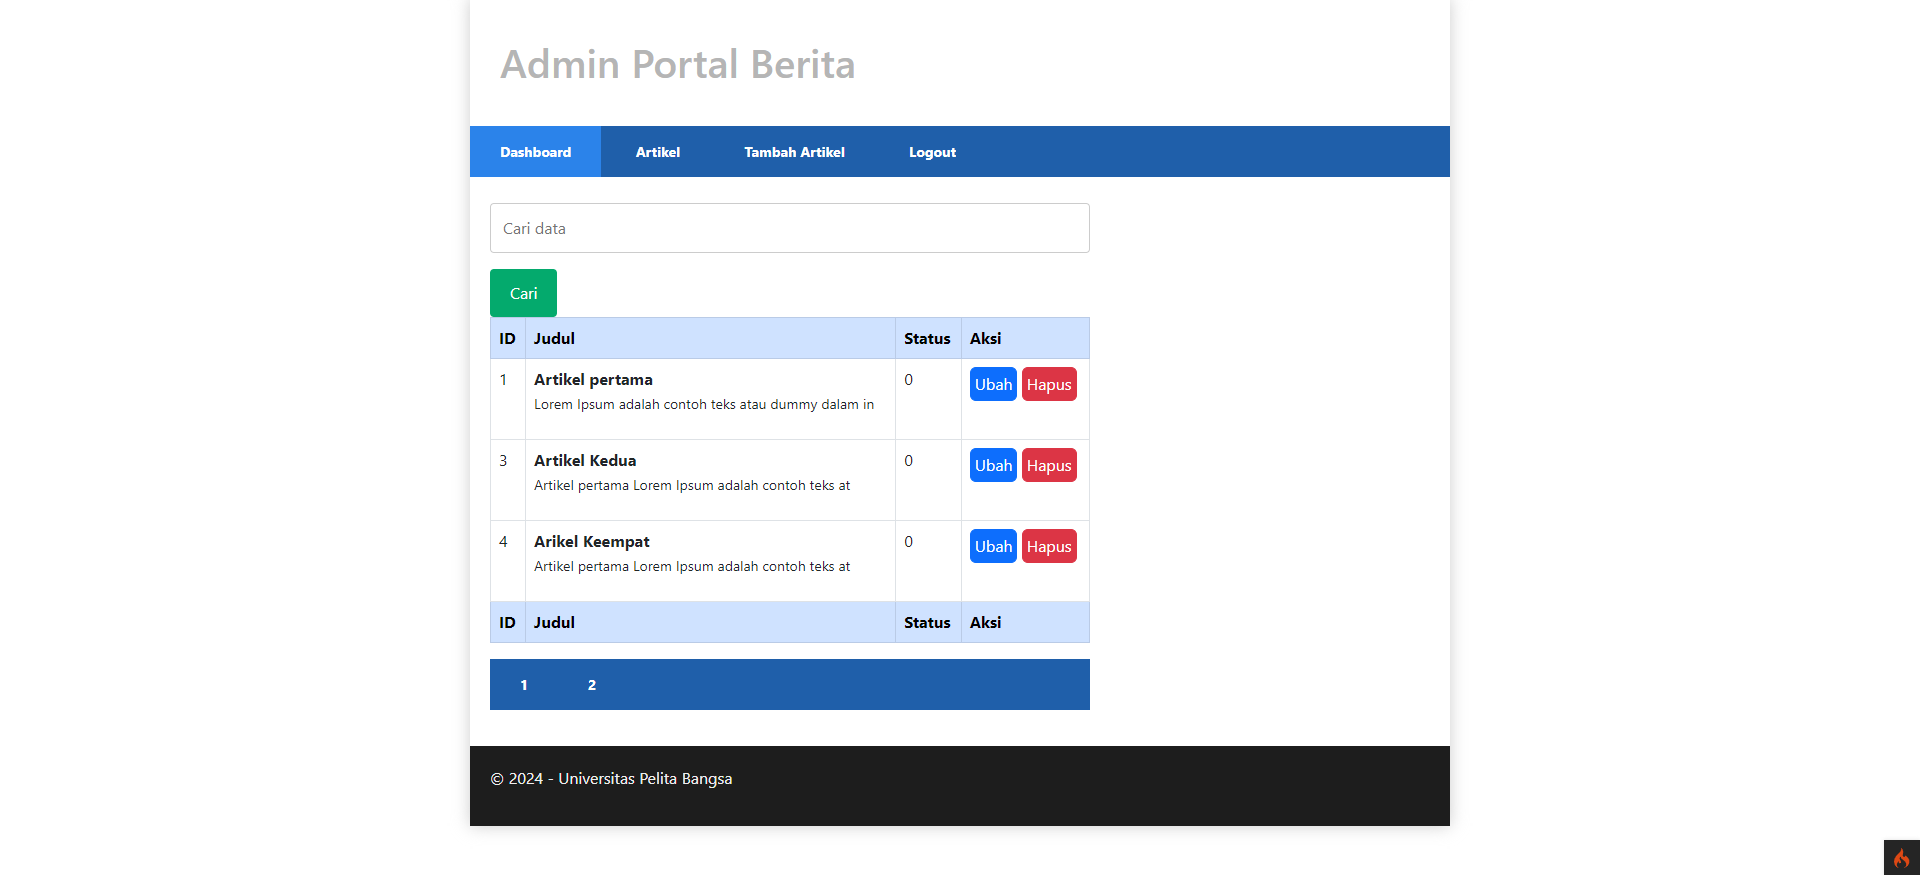 Admin Portal Berita
Dashboard Artikel Tambah Artikel Logout
Cari data
Cari
ID Judul Status Aksi
1 Artikel pertama 0 Ubah Hapus
Lorem Ipsum adalah contoh teks atau dummy dalam in
3 Artikel Kedua 0 Ubah Hapus
Artikel pertama Lorem Ipsum adalah contoh teks at
4 Arikel Keempat 0 Ubah Hapus
Artikel pertama Lorem Ipsum adalah contoh teks at
ID Judul Status Aksi
1 2
© 2024 - Universitas Pelita Bangsa